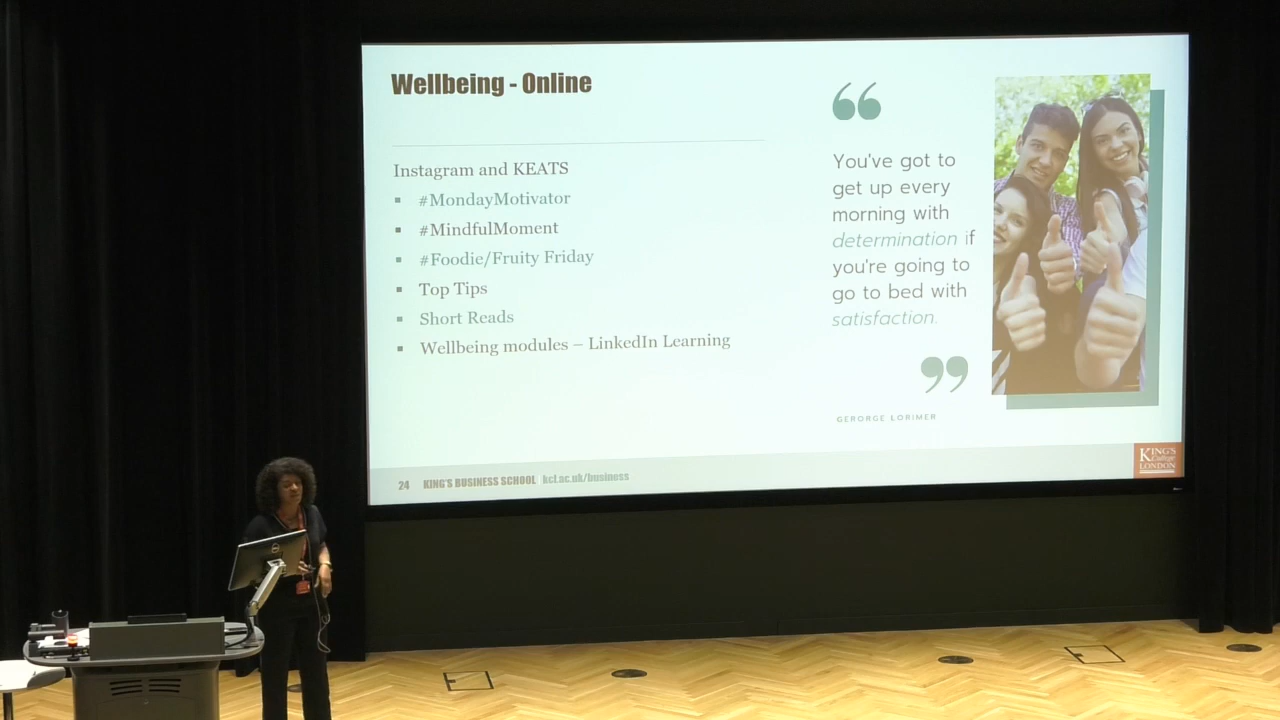 Wellbeing - Online
Instagram and KEATS
▪ #MondayMotivator
▪ #MindfulMoment
▪ #Foodie/Fruity Friday
▪ Top Tips
▪ Short Reads
▪ Wellbeing modules – LinkedIn Learning
“
You've got to
get up every
morning with
determination if
you're going to
go to bed with
satisfaction.
”
GERORGE LORIMER
24 KING'S BUSINESS SCHOOL | kcl.ac.uk/business
KING'S
College
LONDON